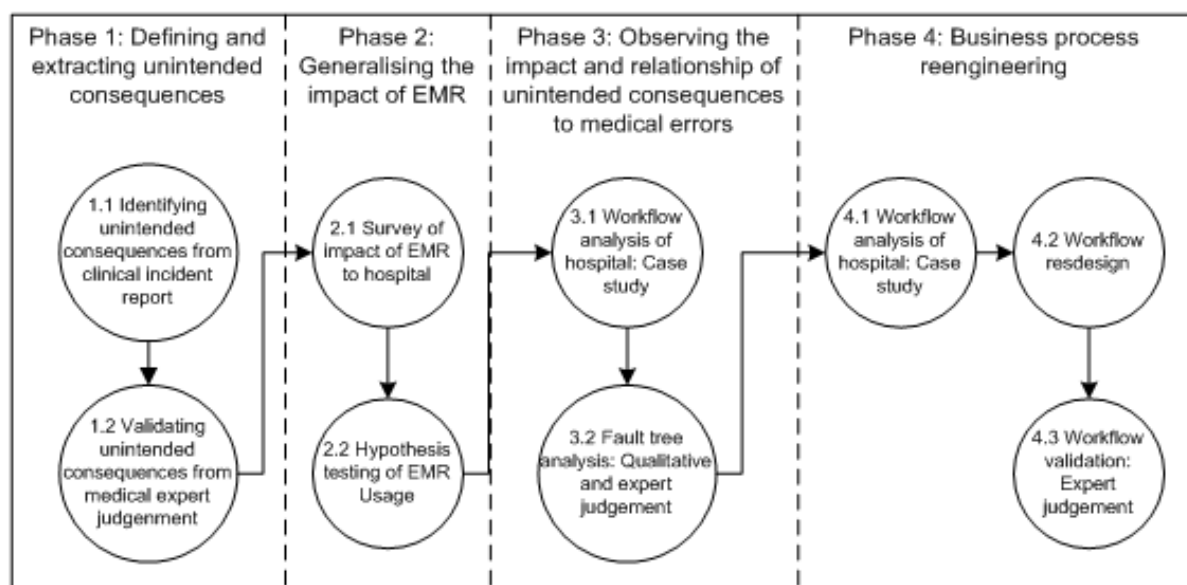 Phase 1: Defining and
extracting unintended
consequences
Phase 2:
Generalising the
impact of EMR
Phase 3: Observing the
impact and relationship of
unintended consequences
to medical errors
Phase 4: Business process
reengineering
1.1 Identifying
unintended
consequences from
clinical incident
report
1.2 Validating
unintended
consequences from
medical expert
judgenment
2.1 Survey of
impact of EMR
to hospital
2.2 Hypothesis
testing of EMR
Usage
3.1 Workflow
analysis of
hospital: Case
study
3.2 Fault tree
analysis: Qualitative
and expert
judgement
4.1 Workflow
analysis of
hospital: Case
study
4.2 Workflow
resdesign
4.3 Workflow
validation:
Expert
judgement